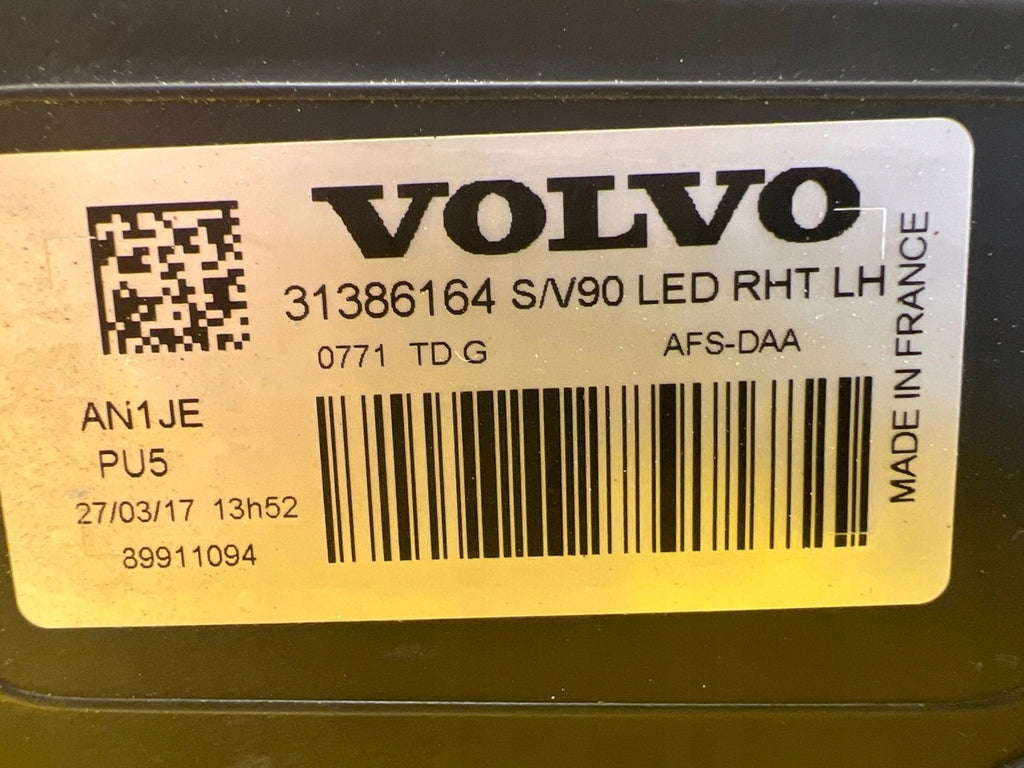 VOLVO
31386164 S/V90 LED RHT LH
0771 TD G AFS-DAA
AN1JE
PU5
27/03/17 13h52
89911094
MADE IN FRANCE